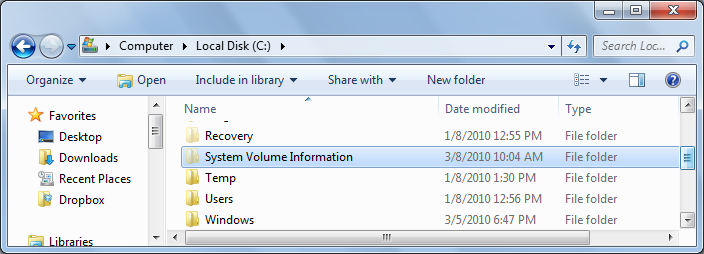 Computer Local Disk (C:) Search Loc...
Organize Open Include in library Share with New folder
Name Date modified Type
Favorites
Desktop
Downloads
Recent Places
Dropbox
Libraries
Recovery 1/8/2010 12:55 PM File folder
System Volume Information 3/8/2010 10:04 AM File folder
Temp 1/8/2010 1:30 PM File folder
Users 1/8/2010 12:56 PM File folder
Windows 3/5/2010 6:47 PM File folder